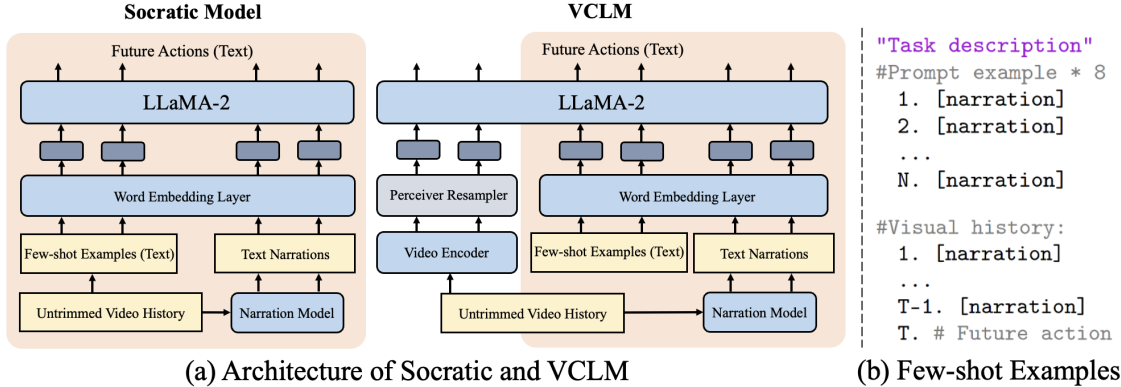 Socratic Model
Future Actions (Text)
LLaMA-2
Word Embedding Layer
Few-shot Examples (Text)
Text Narrations
Untrimmed Video History
Narration Model
VCLM
Future Actions (Text)
LLaMA-2
Perceiver Resampler
Word Embedding Layer
Video Encoder
Few-shot Examples (Text)
Text Narrations
Untrimmed Video History
Narration Model
(a) Architecture of Socratic and VCLM
"Task description"
#Prompt example * 8
1. [narration]
2. [narration]
...
N. [narration]
#Visual history:
1. [narration]
...
T-1. [narration]
T. # Future action
(b) Few-shot Examples